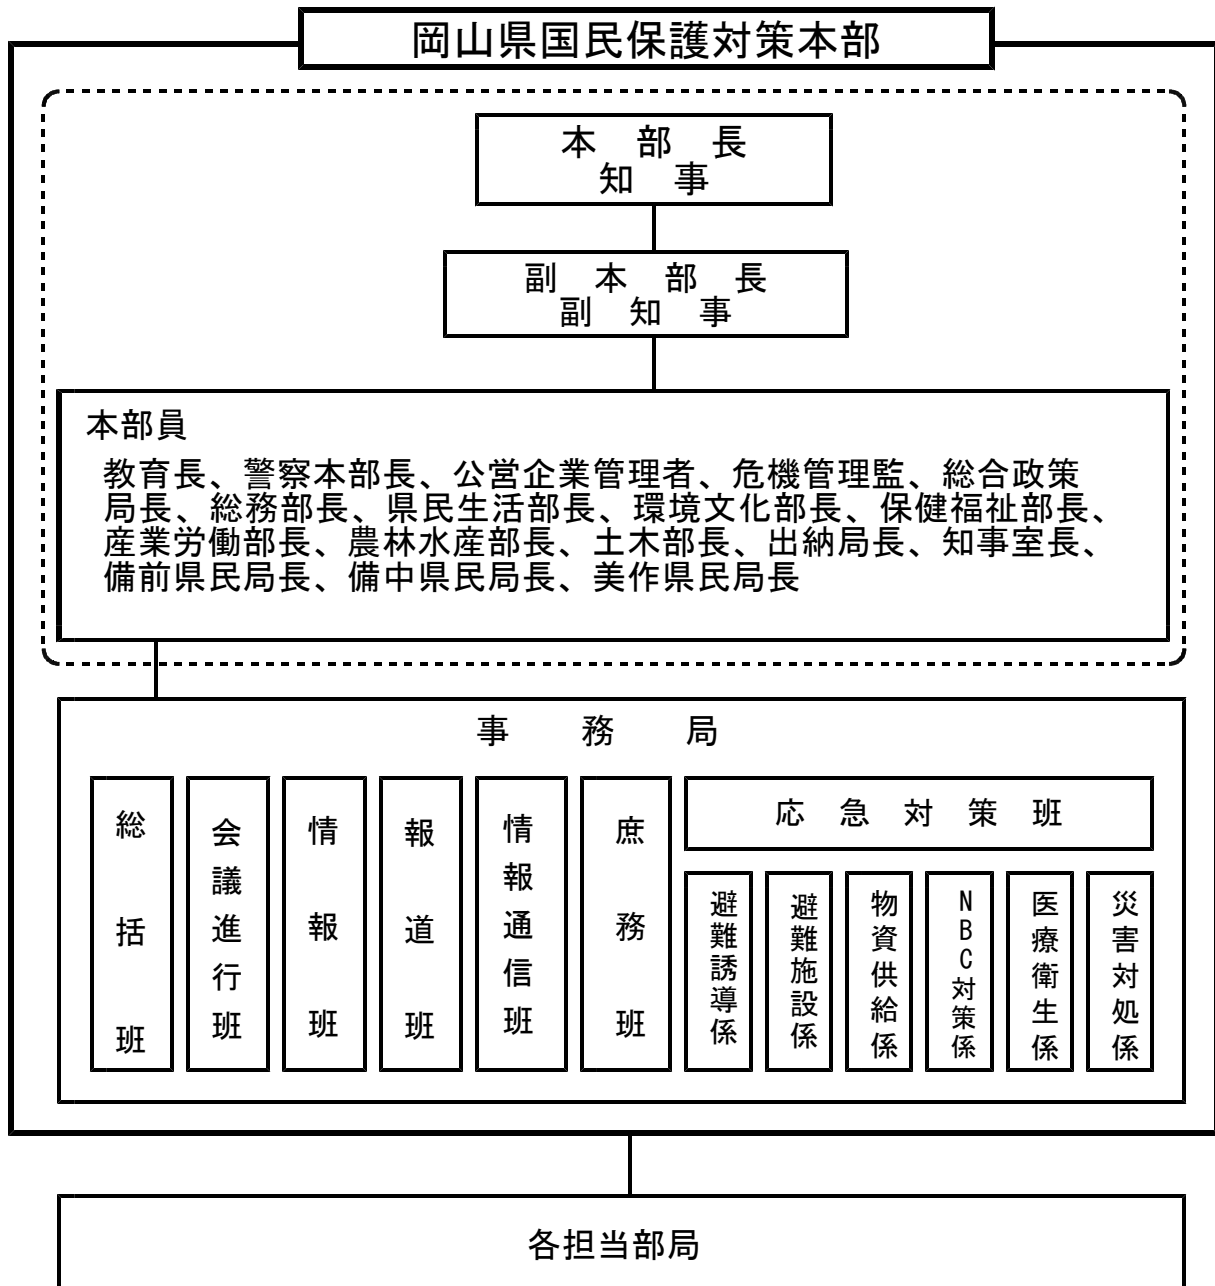 岡山県国民保護対策本部
本部長
知事
副本部長
副知事
本部員
教育長、警察本部長、公営企業管理者、危機管理監、総合政策
局長、総務部長、県民生活部長、環境文化部長、保健福祉部長、
産業労働部長、農林水産部長、土木部長、出納局長、知事室長、
備前県民局長、備中県民局長、美作県民局長
事務局
総括班
会議進行班
情報班
報道班
情報通信班
庶務班
応急対策班
避難誘導係
避難施設係
物資供給係
NBC対策係
医療衛生係
災害対処係
各担当部局